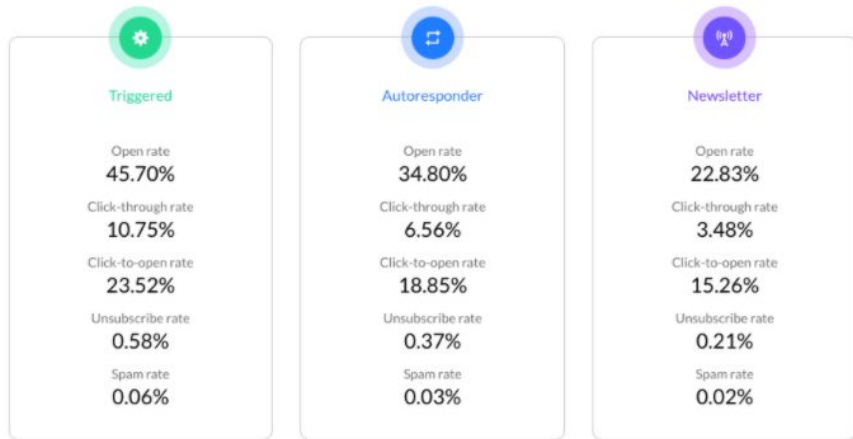 Triggered
Open rate
45.70%
Click-through rate
10.75%
Click-to-open rate
23.52%
Unsubscribe rate
0.58%
Spam rate
0.06%
Autoresponder
Open rate
34.80%
Click-through rate
6.56%
Click-to-open rate
18.85%
Unsubscribe rate
0.37%
Spam rate
0.03%
Newsletter
Open rate
22.83%
Click-through rate
3.48%
Click-to-open rate
15.26%
Unsubscribe rate
0.21%
Spam rate
0.02%